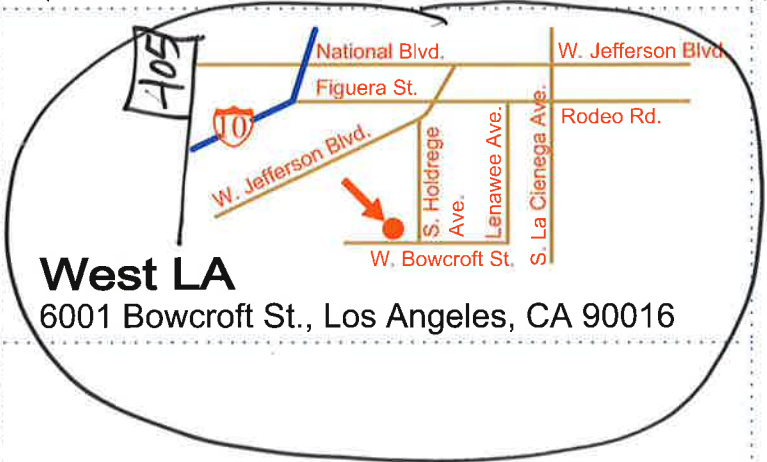 405
National Blvd.
W. Jefferson Blvd.
Figuera St.
10
Rodeo Rd.
W. Jefferson Blvd.
S. Holdrege
Ave.
Lenawee Ave.
S. La Cienega Ave.
W. Bowcroft St.
West LA
6001 Bowcroft St., Los Angeles, CA 90016